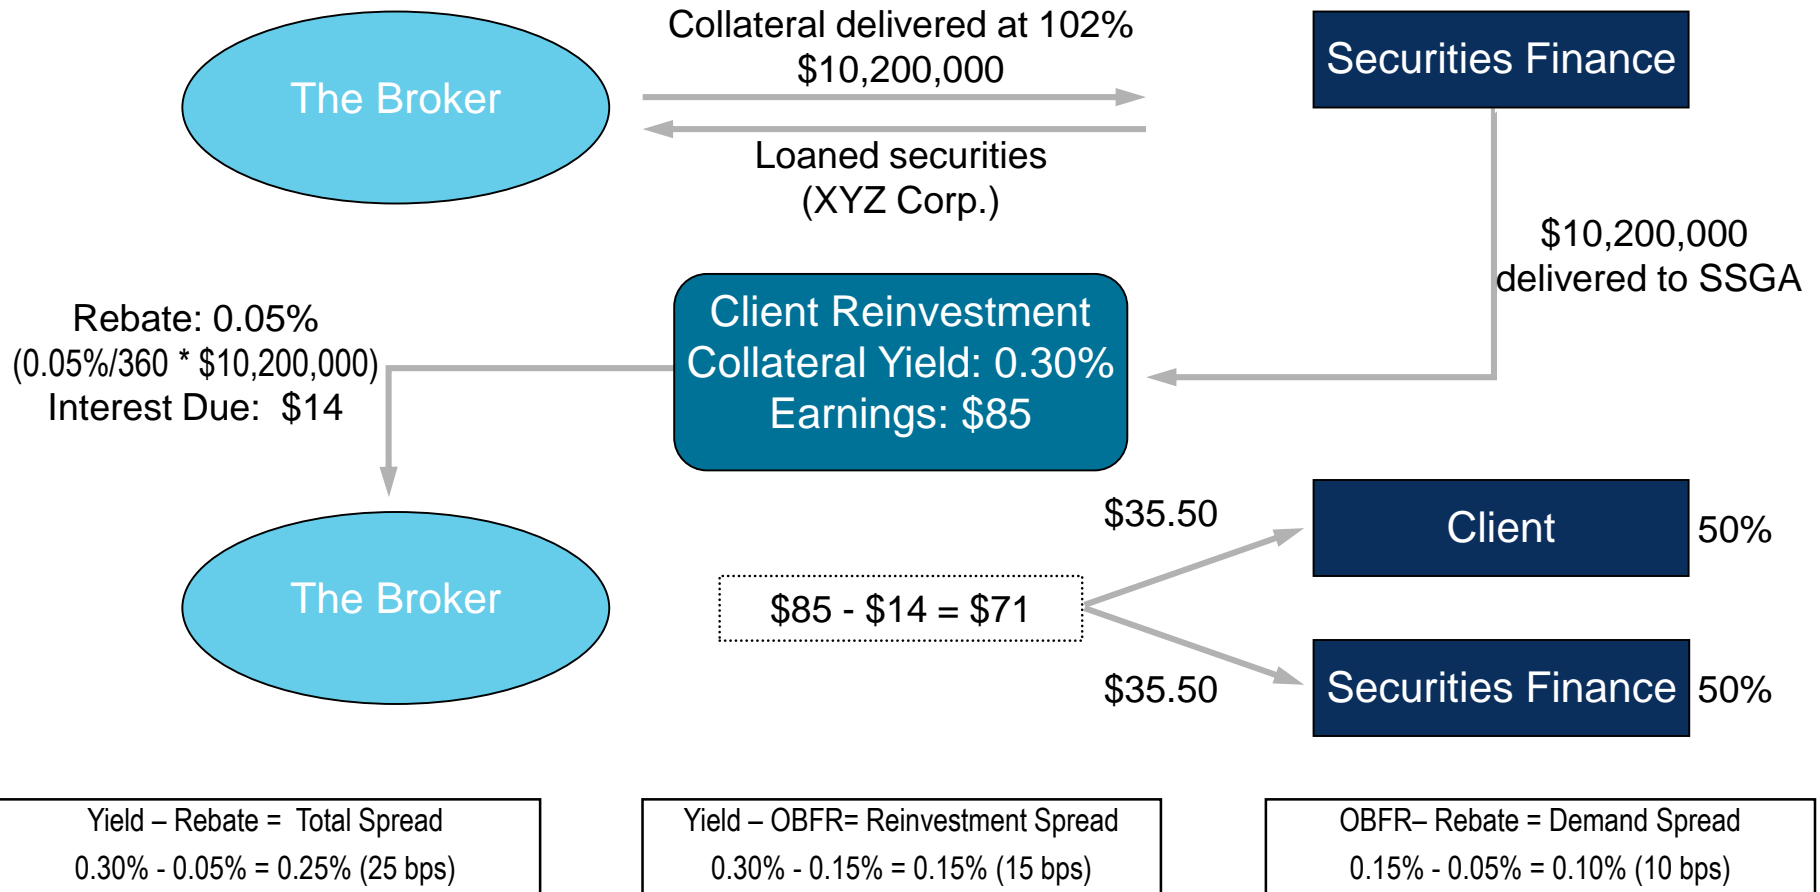 The Broker
Collateral delivered at 102%
$10,200,000
Loaned securities
(XYZ Corp.)
Securities Finance
$10,200,000
delivered to SSGA
Rebate: 0.05%
(0.05%/360 * $10,200,000)
Interest Due:  $14
Client Reinvestment
Collateral Yield: 0.30%
Earnings: $85
The Broker
$85 - $14 = $71
$35.50
Client
50%
$35.50
Securities Finance
50%
Yield – Rebate =  Total Spread
0.30% - 0.05% = 0.25% (25 bps)
Yield – OBFR= Reinvestment Spread
0.30% - 0.15% = 0.15% (15 bps)
OBFR– Rebate = Demand Spread
0.15% - 0.05% = 0.10% (10 bps)